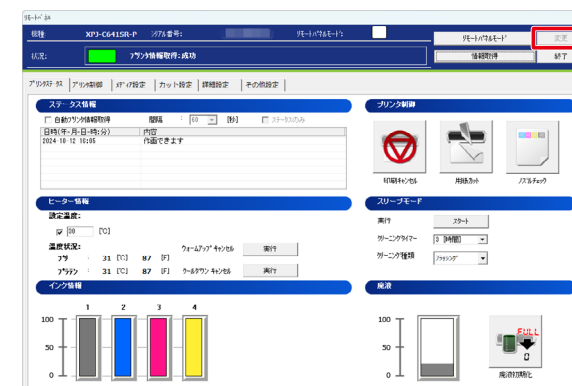 リモートパネル
機種: XPJ-C641SR-P シリアル番号: リモートパネルモード:
リモートパネルモード 変更
状況: プリンタ情報取得:成功 情報取得 終了
プリンタステータス プリンタ制御 メディア設定 カット設定 詳細設定 その他設定
ステータス情報
自動プリンタ情報取得 間隔 : 60 [秒] ステータスのみ
日時(年-月-日-時:分) 内容
2024-10-12 16:05 作画できます
プリンタ制御
印刷キャンセル 用紙カット ノズルチェック
ヒーター情報
設定温度:
30 [℃]
温度状況:
プリ : 31 [℃] 87 [F] ウォームアップキャンセル 実行
プラテン : 31 [℃] 87 [F] クールダウンキャンセル 実行
スリープモード
実行 スタート
クリーニングタイマー 3 [時間]
クリーニング種類 フラッシング
インク情報
1 2 3 4
100
50
0
廃液
100
50
0
FULL
0
廃液初期化